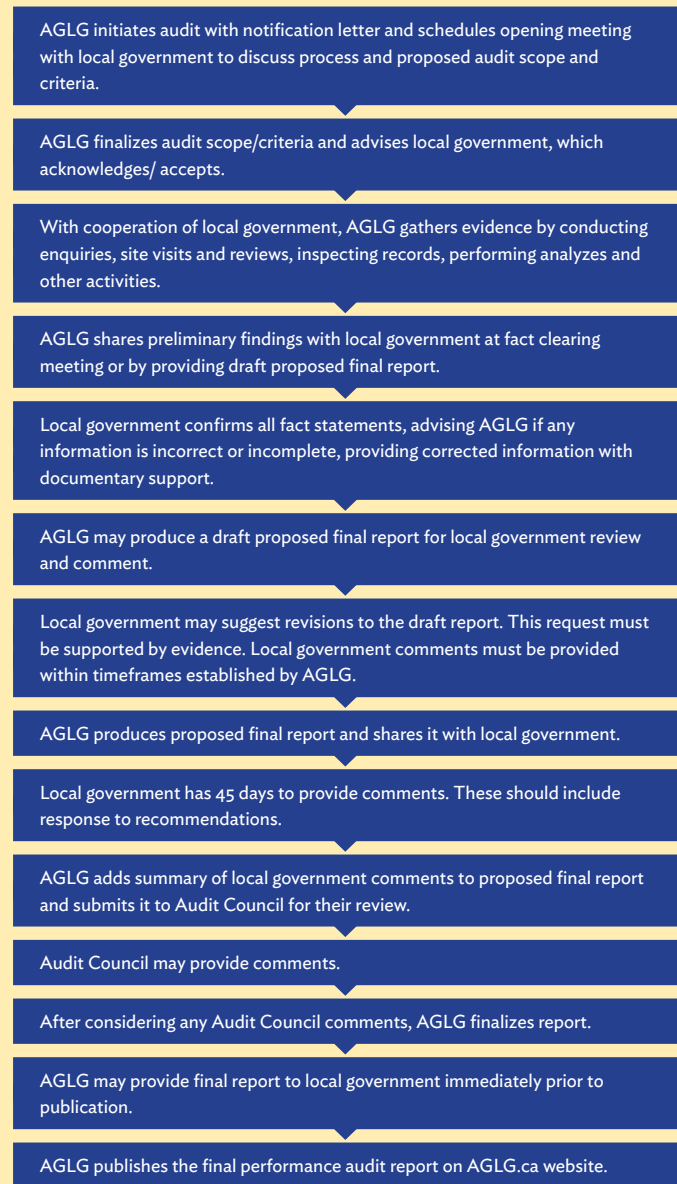 AGLG initiates audit with notification letter and schedules opening meeting
with local government to discuss process and proposed audit scope and
criteria.
AGLG finalizes audit scope/criteria and advises local government, which
acknowledges/ accepts.
With cooperation of local government, AGLG gathers evidence by conducting
enquiries, site visits and reviews, inspecting records, performing analyzes and
other activities.
AGLG shares preliminary findings with local government at fact clearing
meeting or by providing draft proposed final report.
Local government confirms all fact statements, advising AGLG if any
information is incorrect or incomplete, providing corrected information with
documentary support.
AGLG may produce a draft proposed final report for local government review
and comment.
Local government may suggest revisions to the draft report. This request must
be supported by evidence. Local government comments must be provided
within timeframes established by AGLG.
AGLG produces proposed final report and shares it with local government.
Local government has 45 days to provide comments. These should include
response to recommendations.
AGLG adds summary of local government comments to proposed final report
and submits it to Audit Council for their review.
Audit Council may provide comments.
After considering any Audit Council comments, AGLG finalizes report.
AGLG may provide final report to local government immediately prior to
publication.
AGLG publishes the final performance audit report on AGLG.ca website.